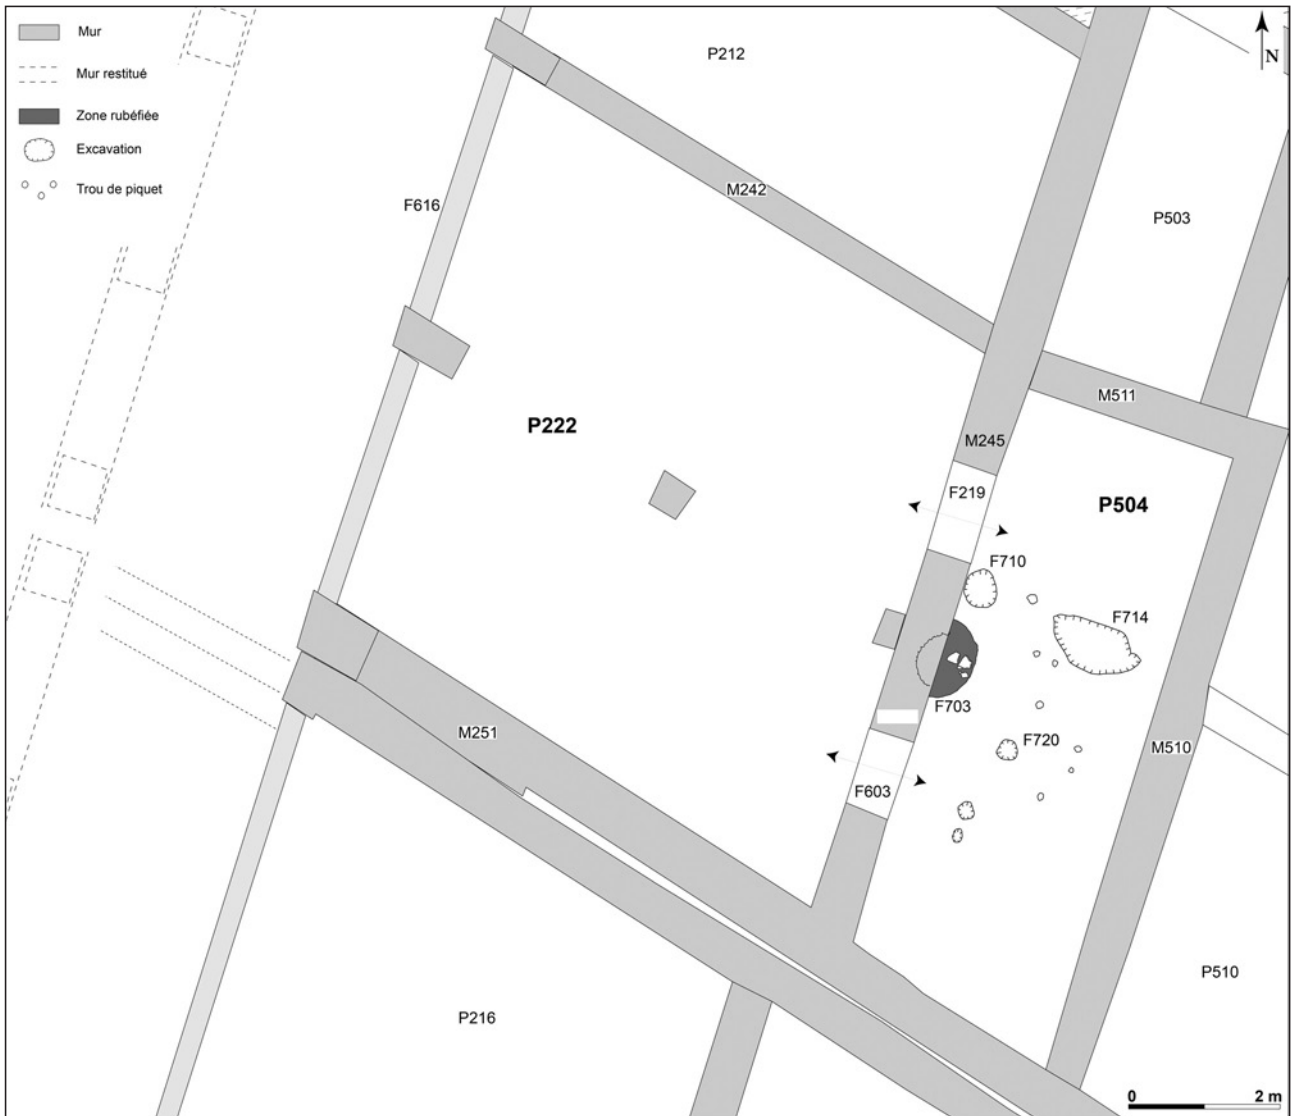 Mur
Mur restitué
Zone rubéfiée
Excavation
Trou de piquet
N
P212
M242
F616
P503
M511
P222
M245
F219
P504
F710
F714
F703
F720
M251
M510
F603
P510
P216
0 2 m